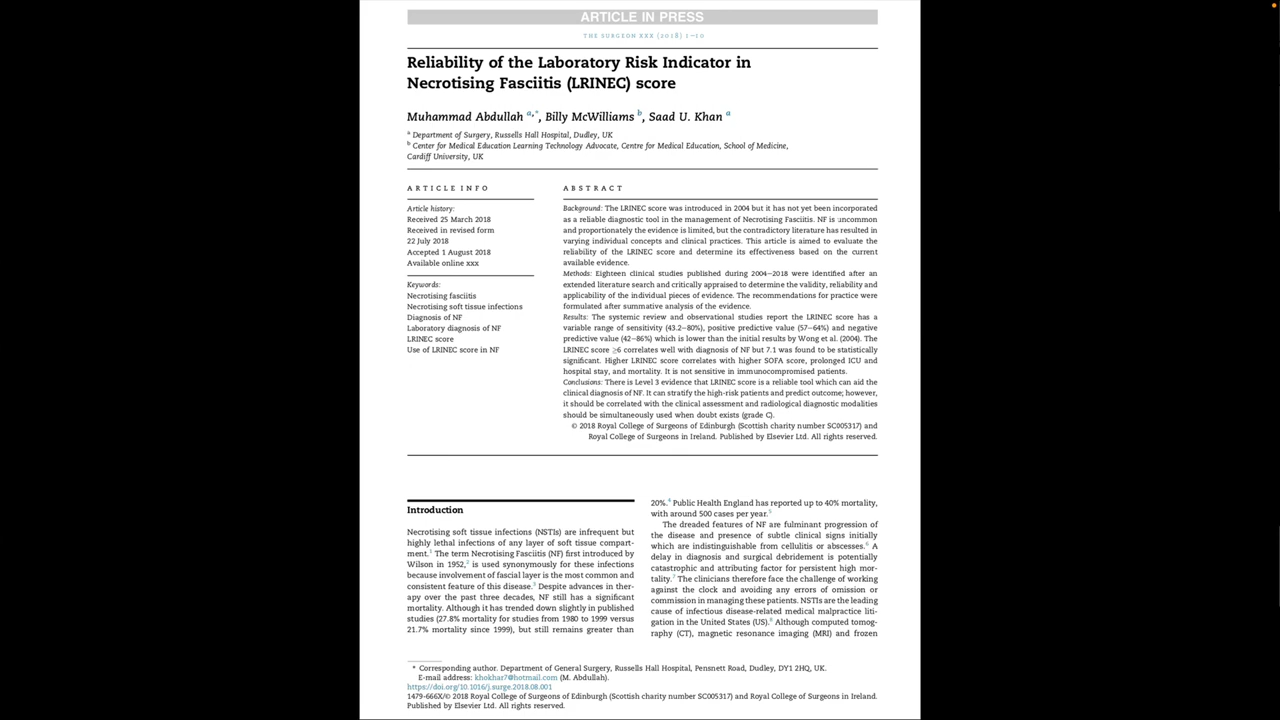 ARTICLE IN PRESS
THE SURGEON XXX (2018) 1–10
Reliability of the Laboratory Risk Indicator in
Necrotising Fasciitis (LRINEC) score
Muhammad Abdullah a,*, Billy McWilliams b, Saad U. Khan a
a Department of Surgery, Russells Hall Hospital, Dudley, UK
b Center for Medical Education Learning Technology Advocate, Centre for Medical Education, School of Medicine,
Cardiff University, UK
ARTICLE INFO
Article history:
Received 25 March 2018
Received in revised form
22 July 2018
Accepted 1 August 2018
Available online xxx
Keywords:
Necrotising fasciitis
Necrotising soft tissue infections
Diagnosis of NF
Laboratory diagnosis of NF
LRINEC score
Use of LRINEC score in NF
ABSTRACT
Background: The LRINEC score was introduced in 2004 but it has not yet been incorporated
as a reliable diagnostic tool in the management of Necrotising Fasciitis. NF is uncommon
and proportionately the evidence is limited, but the contradictory literature has resulted in
varying individual concepts and clinical practices. This article is aimed to evaluate the
reliability of the LRINEC score and determine its effectiveness based on the current
available evidence.
Methods: Eighteen clinical studies published during 2004–2018 were identified after an
extended literature search and critically appraised to determine the validity, reliability and
applicability of the individual pieces of evidence. The recommendations for practice were
formulated after summative analysis of the evidence.
Results: The systemic review and observational studies report the LRINEC score has a
variable range of sensitivity (43.2–80%), positive predictive value (57–64%) and negative
predictive value (42–86%) which is lower than the initial results by Wong et al. (2004). The
LRINEC score ≥6 correlates well with diagnosis of NF but 7.1 was found to be statistically
significant. Higher LRINEC score correlates with higher SOFA score, prolonged ICU and
hospital stay, and mortality. It is not sensitive in immunocompromised patients.
Conclusions: There is Level 3 evidence that LRINEC score is a reliable tool which can aid the
clinical diagnosis of NF. It can stratify the high-risk patients and predict outcome; however,
it should be correlated with the clinical assessment and radiological diagnostic modalities
should be simultaneously used when doubt exists (grade C).
© 2018 Royal College of Surgeons of Edinburgh (Scottish charity number SC005317) and
Royal College of Surgeons in Ireland. Published by Elsevier Ltd. All rights reserved.
Introduction
Necrotising soft tissue infections (NSTIs) are infrequent but
highly lethal infections of any layer of soft tissue compart-
ment.1 The term Necrotising Fasciitis (NF) first introduced by
Wilson in 1952,2 is used synonymously for these infections
because involvement of fascial layer is the most common and
consistent feature of this disease.3 Despite advances in ther-
apy over the past three decades, NF still has a significant
mortality. Although it has trended down slightly in published
studies (27.8% mortality for studies from 1980 to 1999 versus
21.7% mortality since 1999), but still remains greater than
20%.4 Public Health England has reported up to 40% mortality,
with around 500 cases per year.5
The dreaded features of NF are fulminant progression of
the disease and presence of subtle clinical signs initially
which are indistinguishable from cellulitis or abscesses.6 A
delay in diagnosis and surgical debridement is potentially
catastrophic and attributing factor for persistent high mor-
tality.7 The clinicians therefore face the challenge of working
against the clock and avoiding any errors of omission or
commission in managing these patients. NSTIs are the leading
cause of infectious disease-related medical malpractice liti-
gation in the United States (US).8 Although computed tomog-
raphy (CT), magnetic resonance imaging (MRI) and frozen
* Corresponding author. Department of General Surgery, Russells Hall Hospital, Pensnett Road, Dudley, DY1 2HQ, UK.
E-mail address: khokhar7@hotmail.com (M. Abdullah).
https://doi.org/10.1016/j.surge.2018.08.001
1479-666X/© 2018 Royal College of Surgeons of Edinburgh (Scottish charity number SC005317) and Royal College of Surgeons in Ireland.
Published by Elsevier Ltd. All rights reserved.